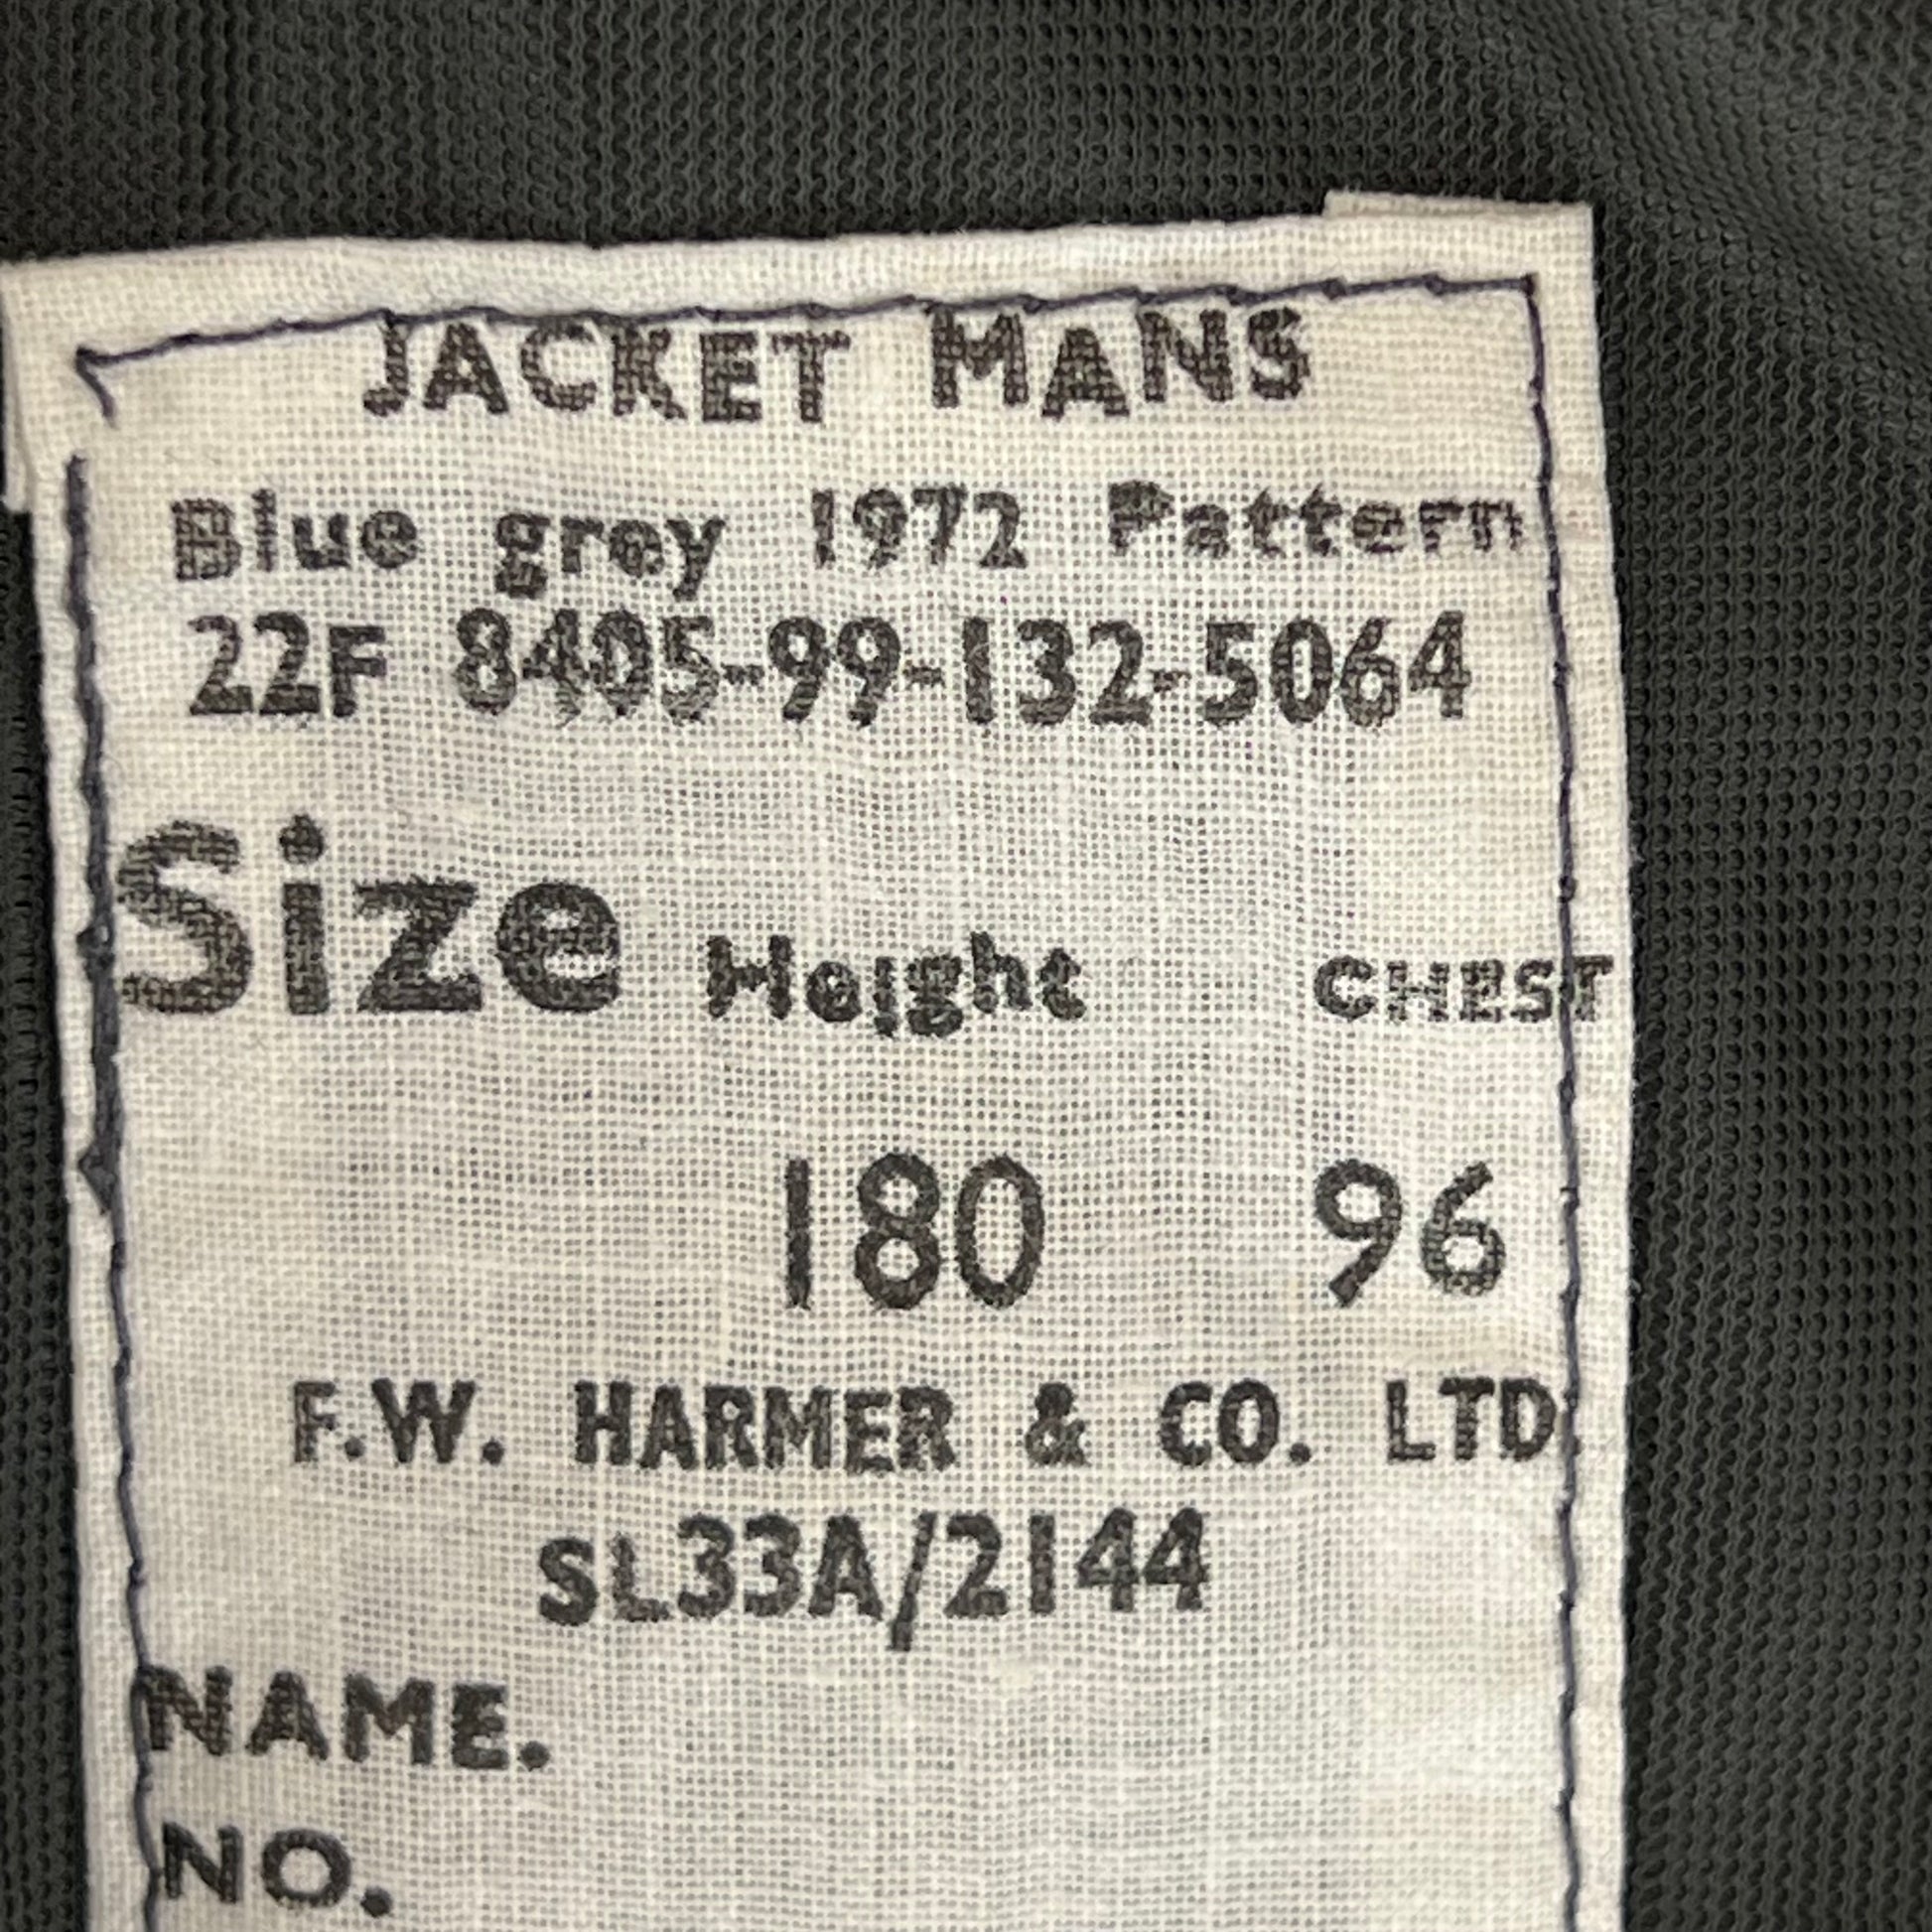 JACKET MANS
Blue grey 1972 Pattern
22F 8405-99-132-5064
Size Height CHEST
180 96
F.W. HARMER & CO. LTD
SL33A/2144
NAME.
NO.